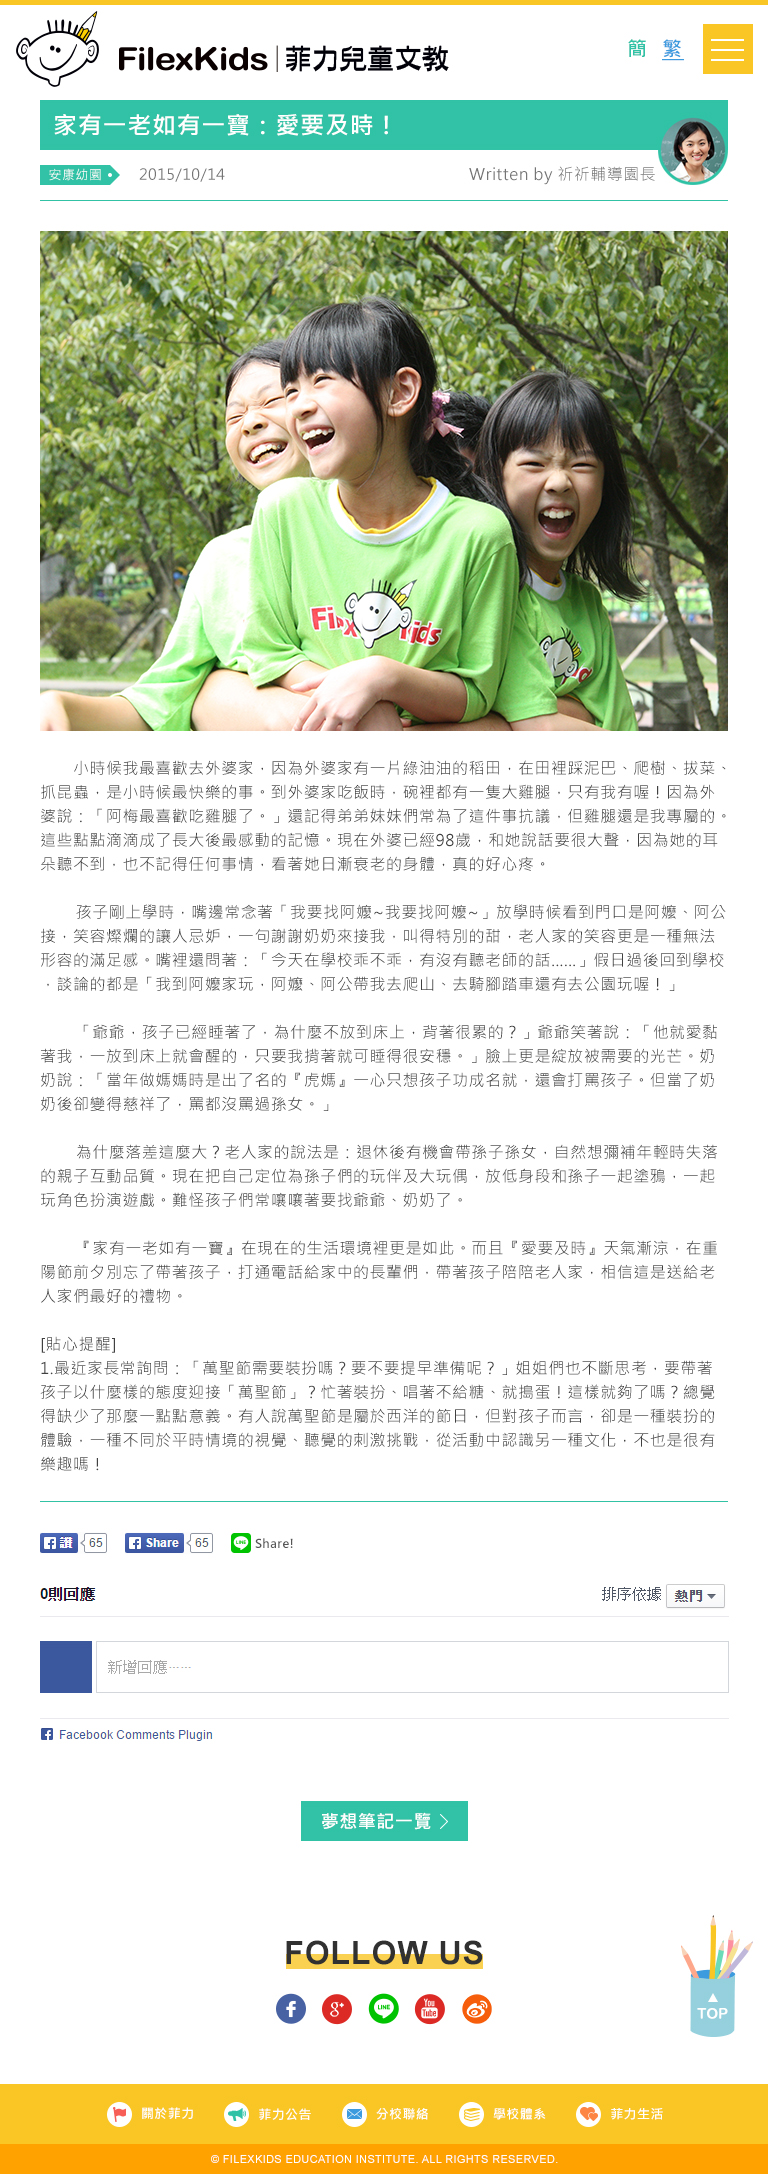 FilexKids 菲力兒童文教
簡 繁
家有一老如有一寶：愛要及時！
安康幼園 2015/10/14 Written by 祈祈輔導園長
Filex kids
小時候我最喜歡去外婆家，因為外婆家有一片綠油油的稻田，在田裡踩泥巴、爬樹、拔菜、
抓昆蟲，是小時候最快樂的事。到外婆家吃飯時，碗裡都有一隻大雞腿，只有我有喔！因為外
婆說：「阿梅最喜歡吃雞腿了。」還記得弟弟妹妹們常為了這件事抗議，但雞腿還是我專屬的。
這些點點滴滴成了長大後最感動的記憶。現在外婆已經98歲，和她說話要很大聲，因為她的耳
朵聽不到，也不記得任何事情，看著她日漸衰老的身體，真的好心疼。
孩子剛上學時，嘴邊常念著「我要找阿嬤~我要找阿嬤~」放學時候看到門口是阿嬤、阿公
接，笑容燦爛的讓人忌妒，一句謝謝奶奶來接我，叫得特別的甜，老人家的笑容更是一種無法
形容的滿足感。嘴裡還問著：「今天在學校乖不乖，有沒有聽老師的話......」假日過後回到學校
，談論的都是「我到阿嬤家玩，阿嬤、阿公帶我去爬山、去騎腳踏車還有去公園玩喔！」
「爺爺，孩子已經睡著了，為什麼不放到床上，背著很累的？」爺爺笑著說：「他就愛黏
著我，一放到床上就會醒的，只要我揹著就可睡得很安穩。」臉上更是綻放被需要的光芒。奶
奶說：「當年做媽媽時是出了名的『虎媽』一心只想孩子功成名就，還會打罵孩子。但當了奶
奶後卻變得慈祥了，罵都沒罵過孫女。」
為什麼落差這麼大？老人家的說法是：退休後有機會帶孫子孫女，自然想彌補年輕時失落
的親子互動品質。現在把自己定位為孫子們的玩伴及大玩偶，放低身段和孫子一起塗鴉，一起
玩角色扮演遊戲。難怪孩子們常嚷嚷著要找爺爺、奶奶了。
『家有一老如有一寶』在現在的生活環境裡更是如此。而且『愛要及時』天氣漸涼，在重
陽節前夕別忘了帶著孩子，打通電話給家中的長輩們，帶著孩子陪陪老人家，相信這是送給老
人家們最好的禮物。
[貼心提醒]
1.最近家長常詢問：「萬聖節需要裝扮嗎？要不要提早準備呢？」姐姐們也不斷思考，要帶著
孩子以什麼樣的態度迎接「萬聖節」？忙著裝扮、唱著不給糖、就搗蛋！這樣就夠了嗎？總覺
得缺少了那麼一點點意義。有人說萬聖節是屬於西洋的節日，但對孩子而言，卻是一種裝扮的
體驗，一種不同於平時情境的視覺、聽覺的刺激挑戰，從活動中認識另一種文化，不也是很有
樂趣嗎！
讚 65 Share 65 LINE Share!
0則回應 排序依據 熱門
新增回應……
Facebook Comments Plugin
夢想筆記一覽
FOLLOW US
g+ LINE You Tube
TOP
關於菲力 菲力公告 分校聯絡 學校體系 菲力生活
© FILEXKIDS EDUCATION INSTITUTE. ALL RIGHTS RESERVED.